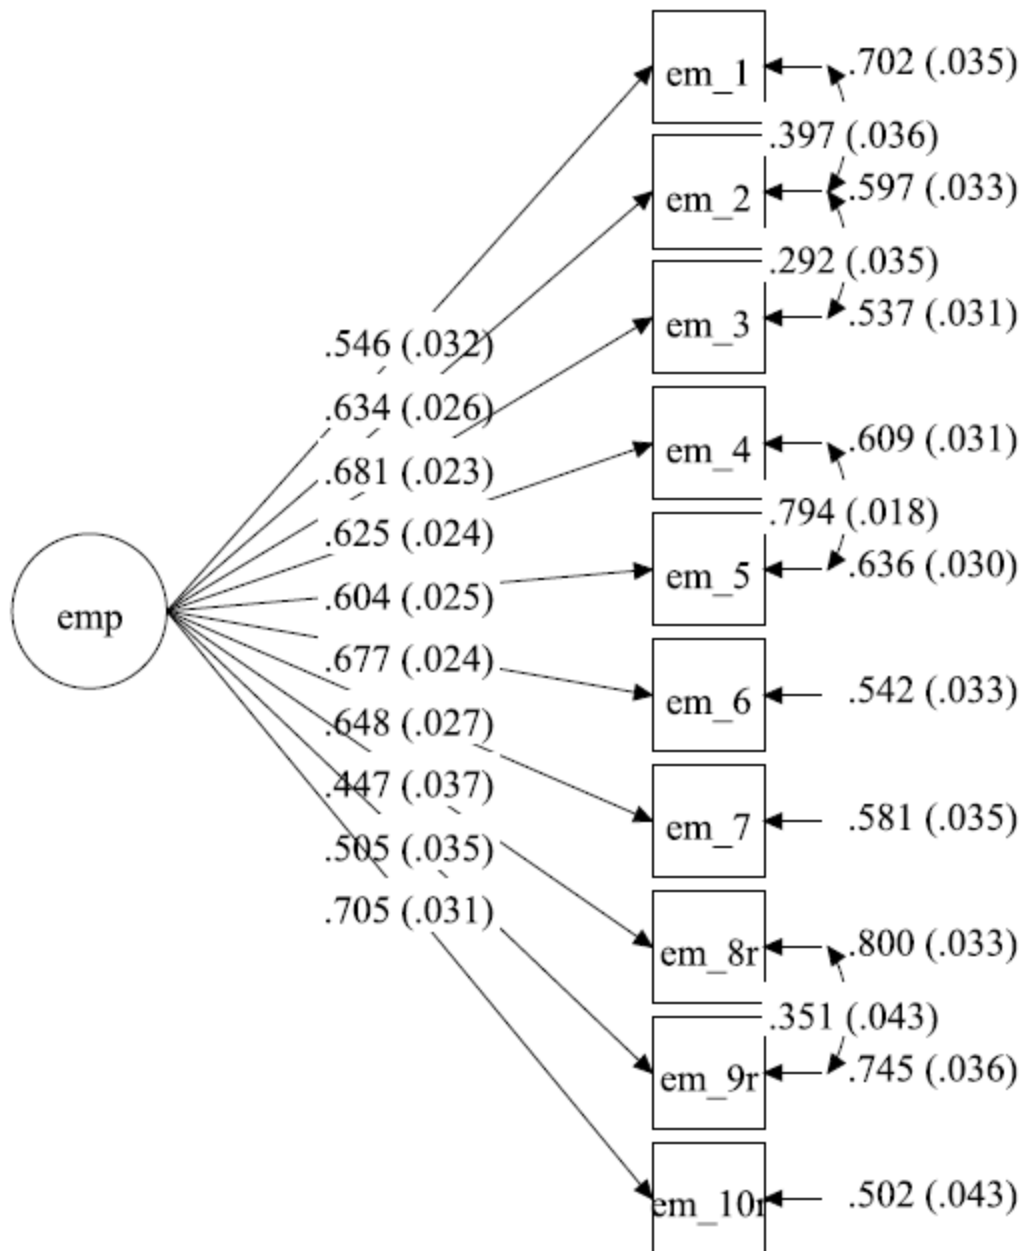 em_1
.702 (.035)
.397 (.036)
em_2
.597 (.033)
.292 (.035)
em_3
.537 (.031)
.546 (.032)
.634 (.026)
em_4
.609 (.031)
.681 (.023)
.794 (.018)
.625 (.024)
em_5
.636 (.030)
.604 (.025)
emp
.677 (.024)
em_6
.542 (.033)
.648 (.027)
.447 (.037)
em_7
.581 (.035)
.505 (.035)
.705 (.031)
em_8r
.800 (.033)
.351 (.043)
em_9r
.745 (.036)
em_10r
.502 (.043)